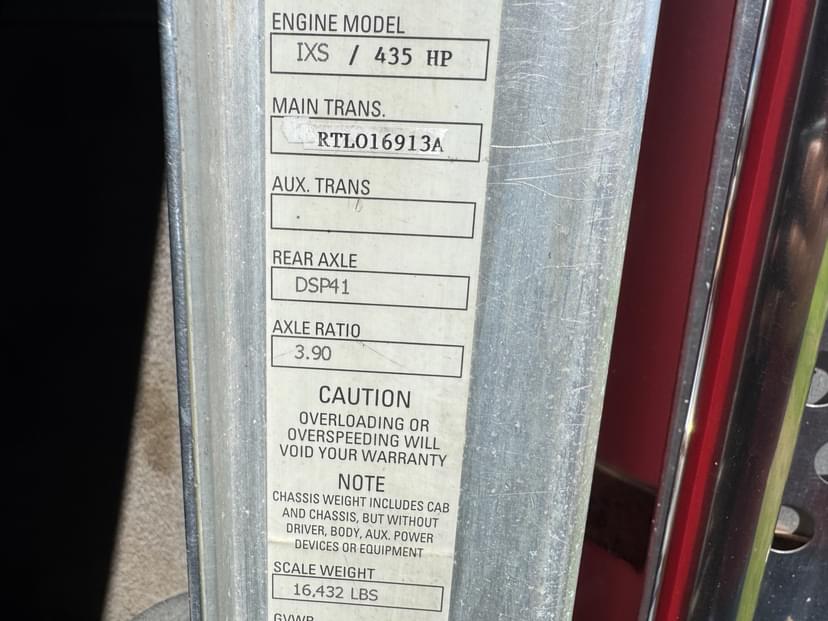 ENGINE MODEL
IXS / 435 HP
MAIN TRANS.
RTLO16913A
AUX. TRANS
REAR AXLE
DSP41
AXLE RATIO
3.90
CAUTION
OVERLOADING OR
OVERSPEEDING WILL
VOID YOUR WARRANTY
NOTE
CHASSIS WEIGHT INCLUDES CAB
AND CHASSIS, BUT WITHOUT
DRIVER, BODY, AUX. POWER
DEVICES OR EQUIPMENT
SCALE WEIGHT
16,432 LBS
GVWR